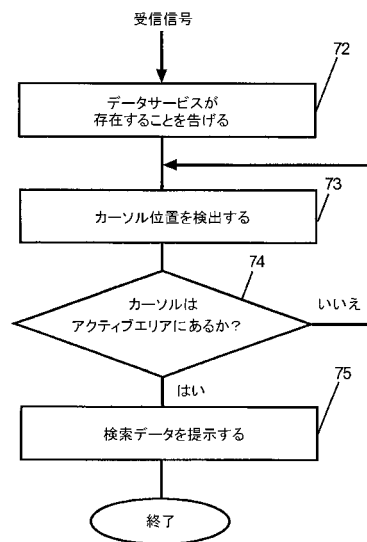 受信信号
72
データサービスが
存在することを告げる
73
カーソル位置を検出する
74
カーソルは
アクティブエリアにあるか？
いいえ
はい
75
検索データを提示する
終了